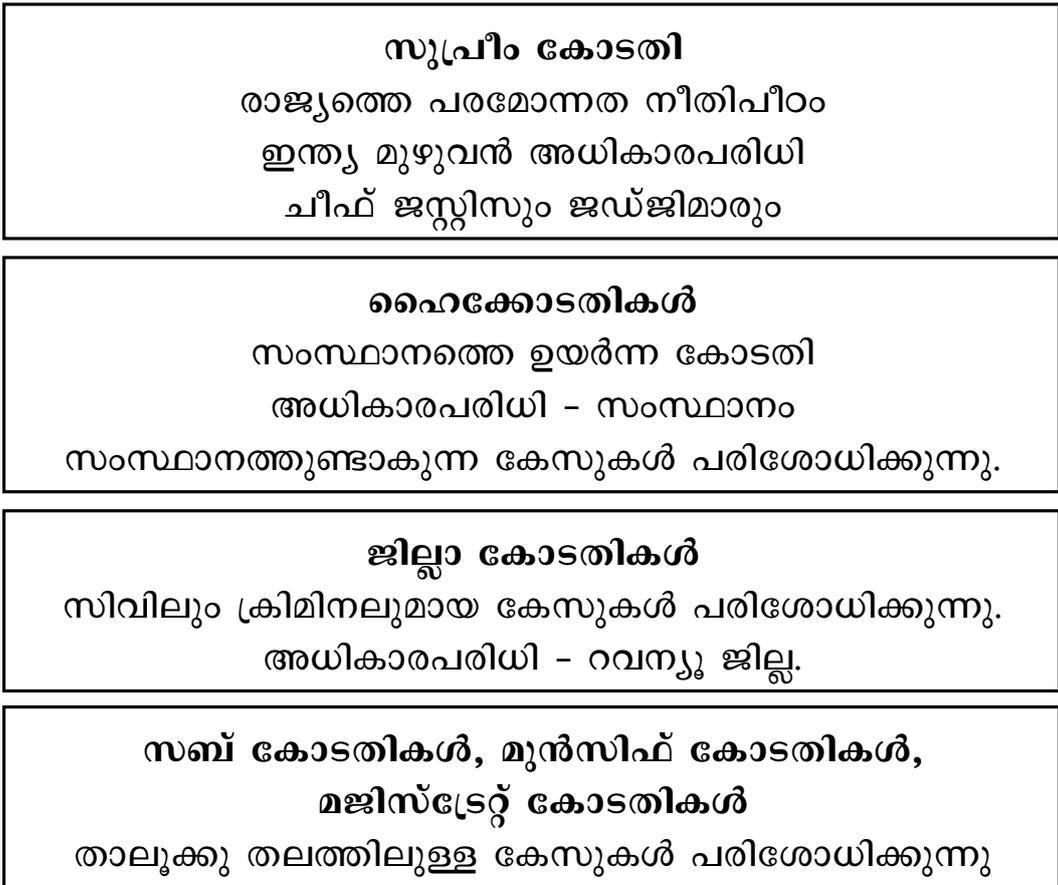 സുപ്രീം കോടതി
രാജ്യത്തെ പരമോന്നത നീതിപീഠം
ഇന്ത്യ മുഴുവൻ അധികാരപരിധി
ചീഫ് ജസ്റ്റിസും ജഡ്ജിമാരും
ഹൈക്കോടതികൾ
സംസ്ഥാനത്തെ ഉയർന്ന കോടതി
അധികാരപരിധി – സംസ്ഥാനം
സംസ്ഥാനത്തുണ്ടാകുന്ന കേസുകൾ പരിശോധിക്കുന്നു.
ജില്ലാ കോടതികൾ
സിവിലും ക്രിമിനലുമായ കേസുകൾ പരിശോധിക്കുന്നു.
അധികാരപരിധി – റവന്യൂ ജില്ല.
സബ് കോടതികൾ, മുൻസിഫ് കോടതികൾ,
മജിസ്ട്രേറ്റ് കോടതികൾ
താലൂക്കു തലത്തിലുള്ള കേസുകൾ പരിശോധിക്കുന്നു